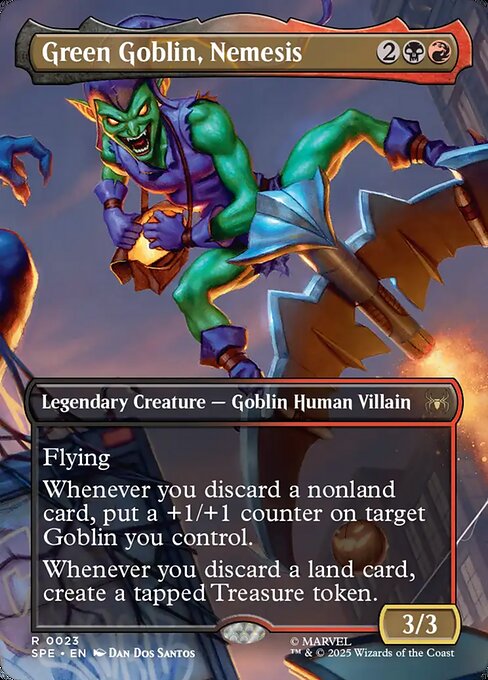 Green Goblin, Nemesis 2
Legendary Creature — Goblin Human Villain
Flying
Whenever you discard a nonland
card, put a +1/+1 counter on target
Goblin you control.
Whenever you discard a land card,
create a tapped Treasure token.
3/3
R 0023
SPE • EN Dan Dos Santos
© MARVEL
™ & © 2025 Wizards of the Coast